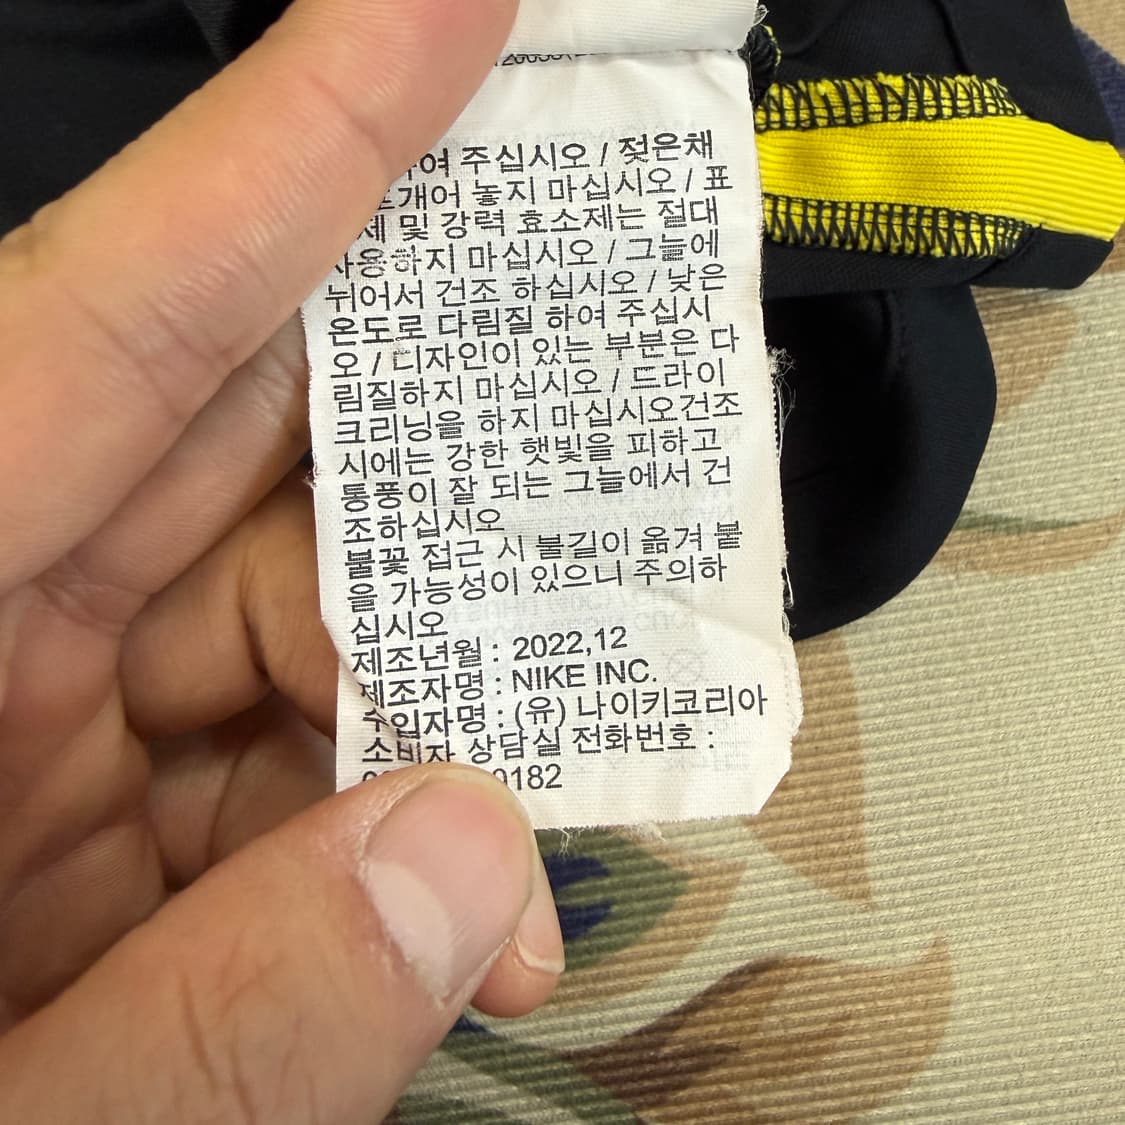 여 주십시오 / 젖은채
개어 놓지 마십시오 / 표
및 강력 효소제는 절대
사용하지 마십시오 / 그늘에
뉘어서 건조 하십시오 / 낮은
온도로 다림질 하여 주십시
오 / 디자인이 있는 부분은 다
림질하지 마십시오 / 드라이
크리닝을 하지 마십시오건조
시에는 강한 햇빛을 피하고
통풍이 잘 되는 그늘에서 건
조하십시오
불꽃 접근 시 불길이 옮겨 붙
을 가능성이 있으니 주의하
십시오
제조년월 : 2022,12
제조자명 : NIKE INC.
수입자명 : (유) 나이키코리아
소비자 상담실 전화번호 :
0182